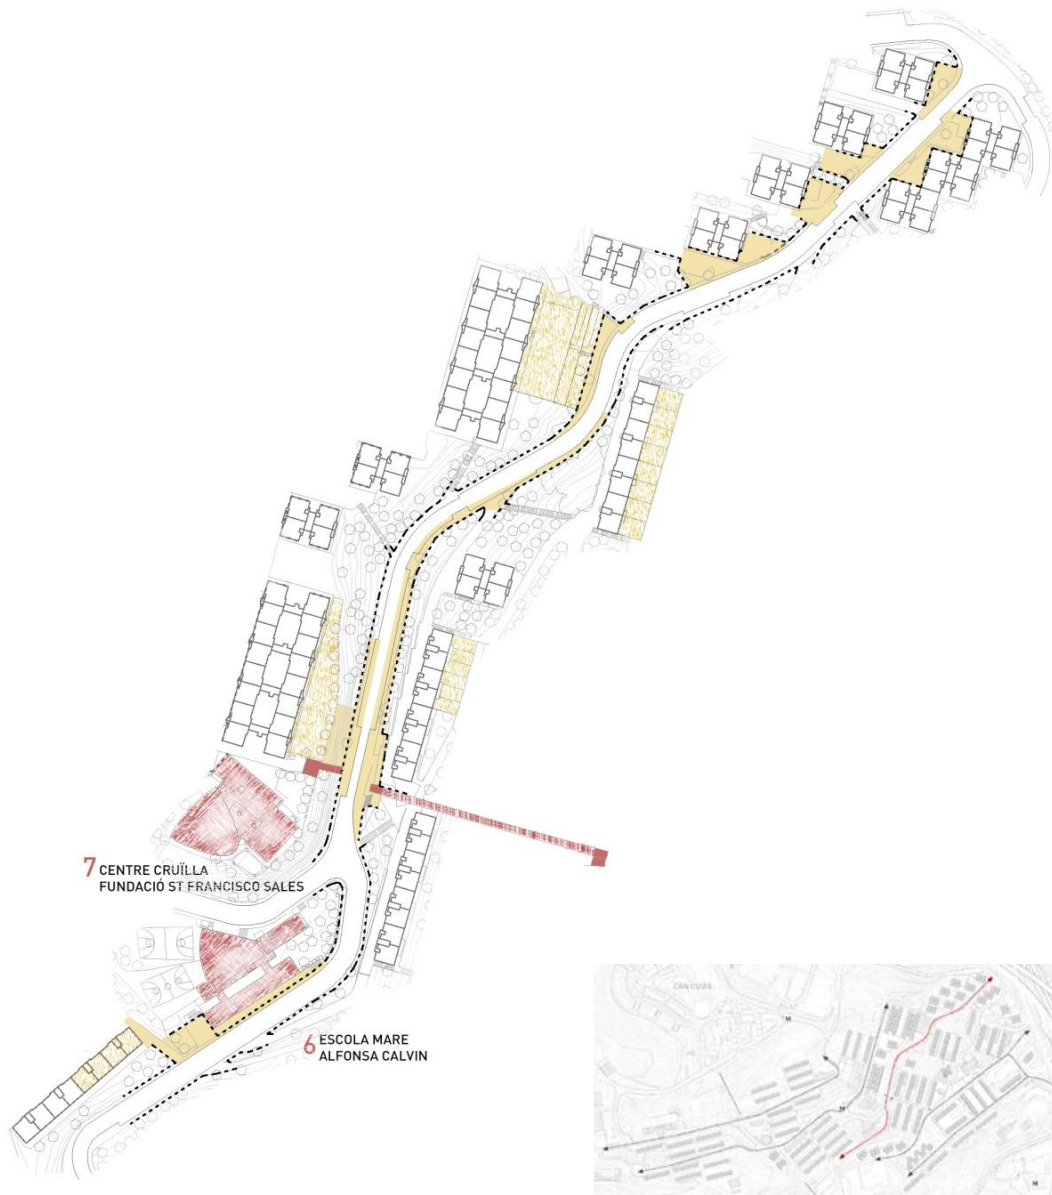 7 CENTRE CRUÏLLA
FUNDACIÓ ST FRANCISCO SALES
6 ESCOLA MARE
ALFONSA CALVIN
CAN CUIÀS
M
M
M